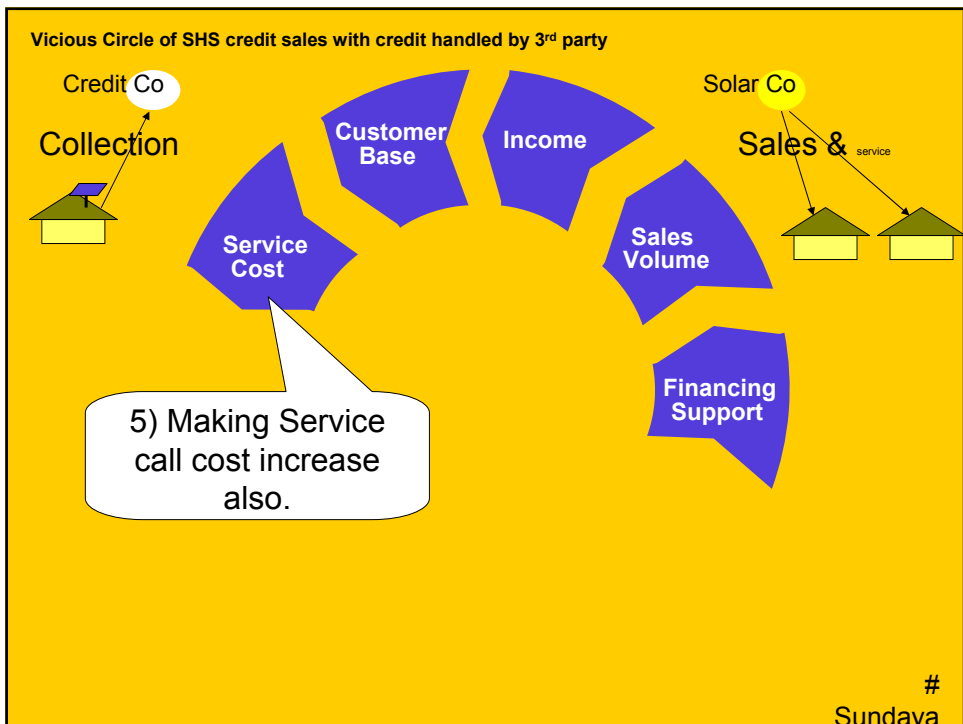 Vicious Circle of SHS credit sales with credit handled by 3rd party
Credit Co
Solar Co
Collection
Sales & service
Customer
Base
Income
Service
Cost
Sales
Volume
Financing
Support
5) Making Service
call cost increase
also.
#
Sundaya